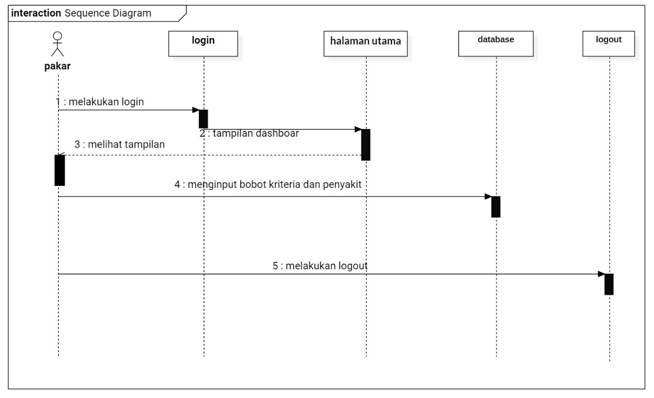 interaction Sequence Diagram
pakar
login
halaman utama
database
logout
1 : melakukan login
2 : tampilan dashboar
3 : melihat tampilan
4 : menginput bobot kriteria dan penyakit
5 : melakukan logout